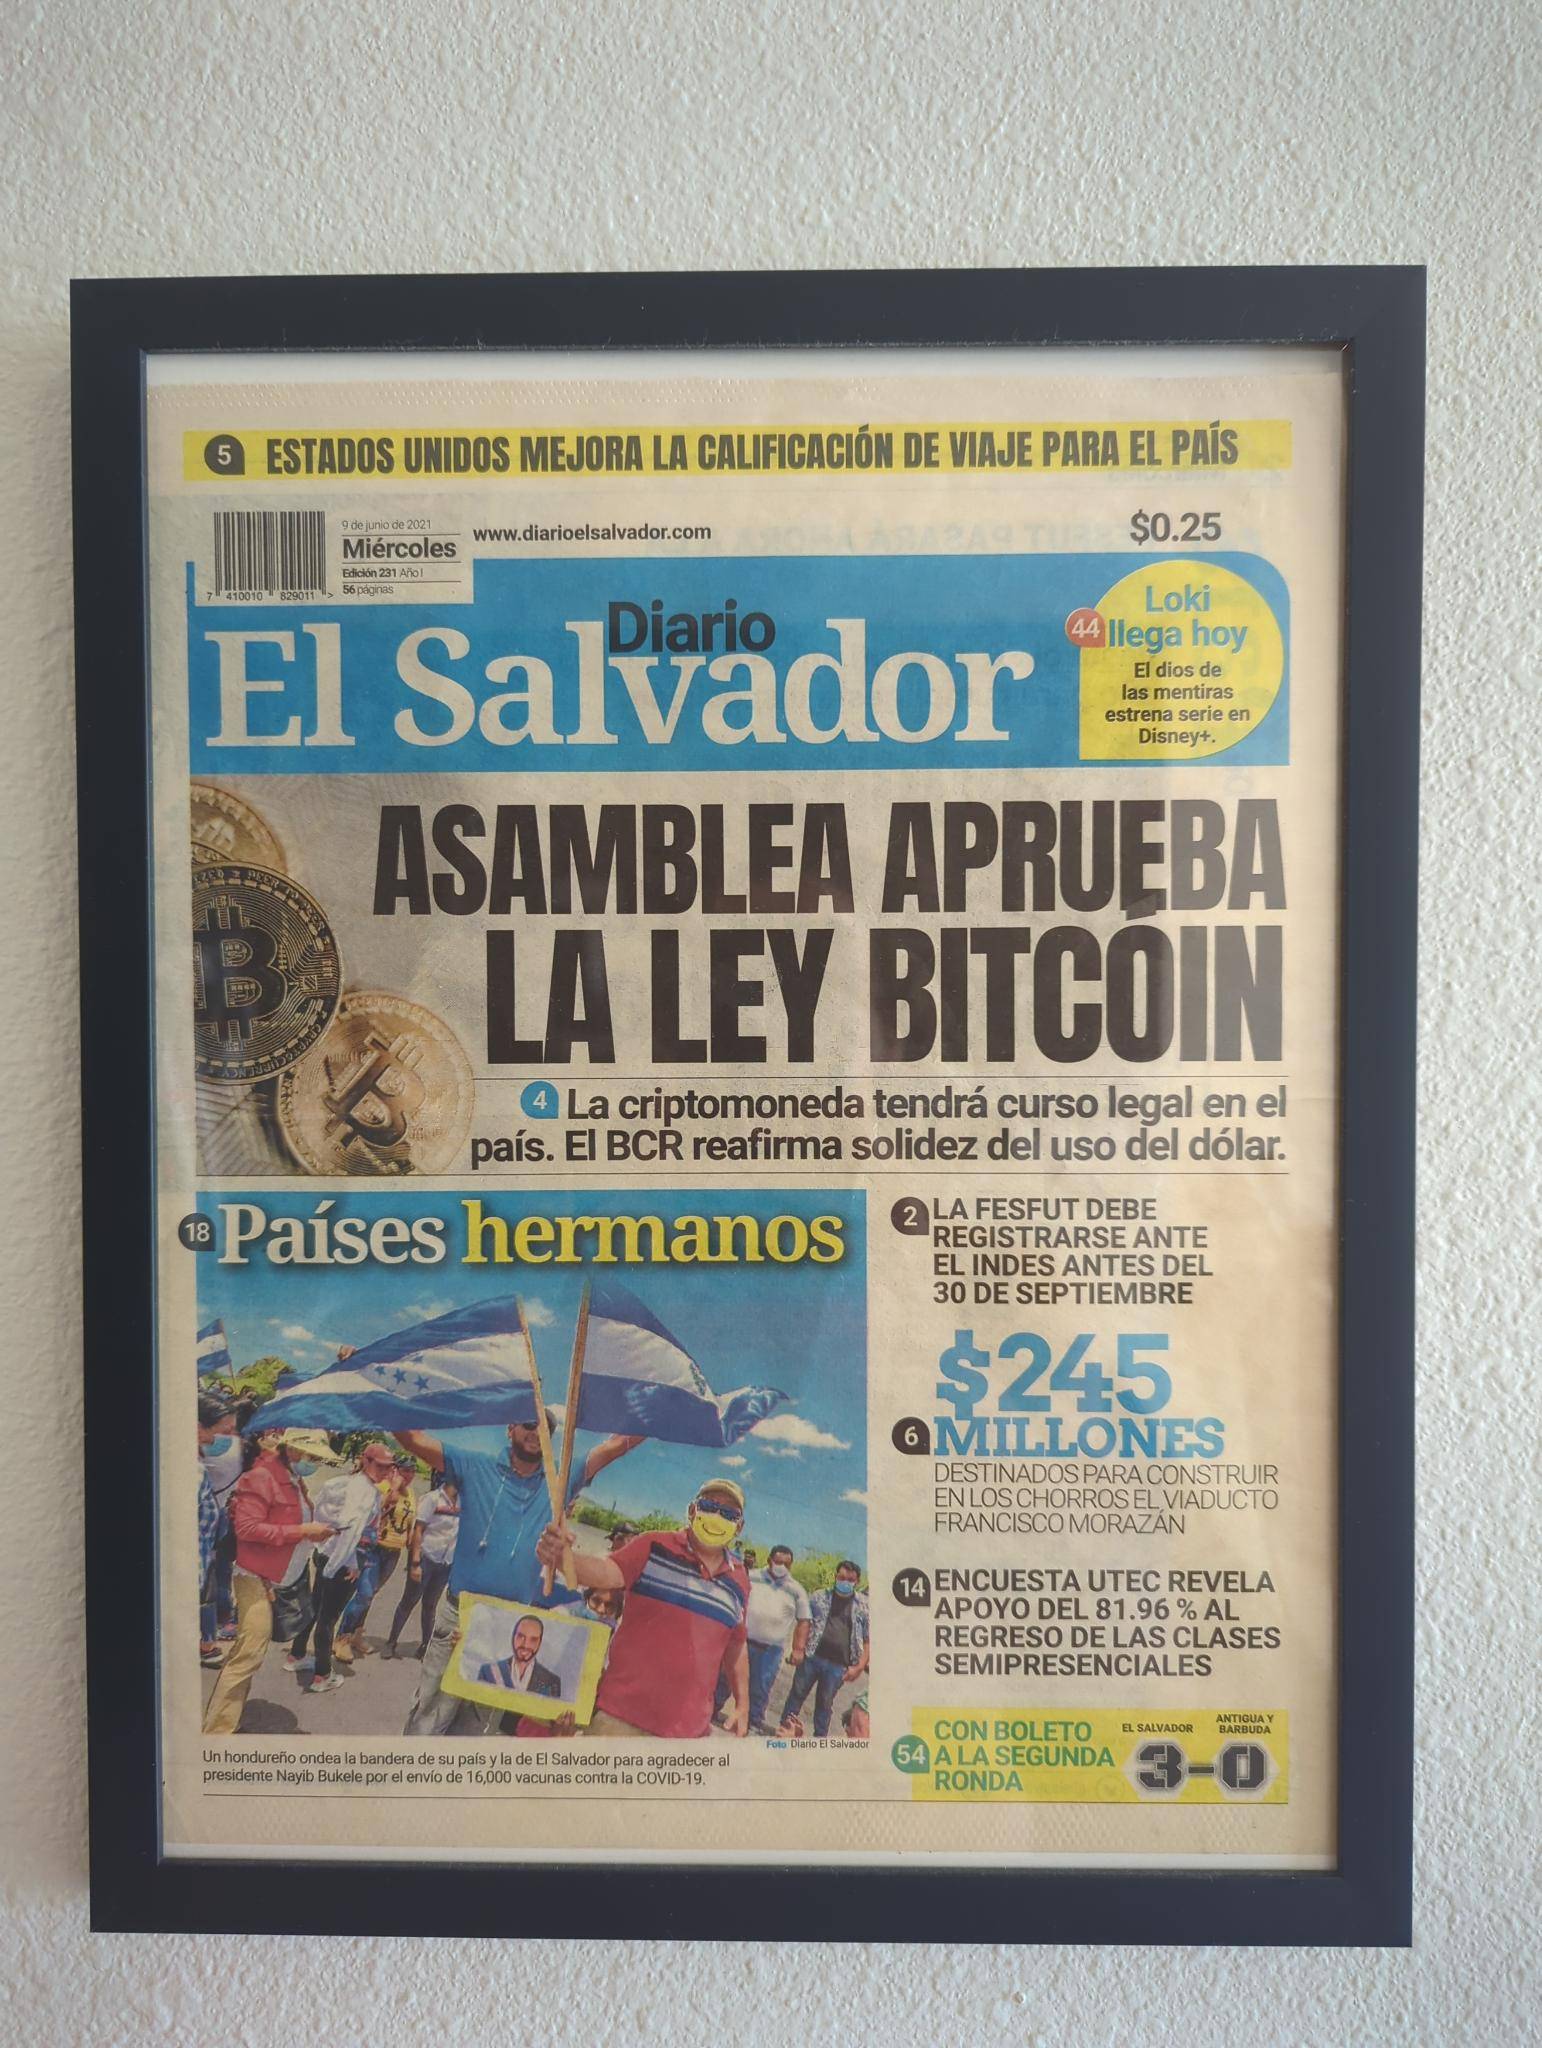 5 ESTADOS UNIDOS MEJORA LA CALIFICACIÓN DE VIAJE PARA EL PAÍS
9 de junio de 2021
Miércoles
Edición 231 Año I
56 páginas
7 410010 829011 >
www.diarioelsalvador.com
$0.25
Diario
El Salvador
44 Loki
llega hoy
El dios de
las mentiras
estrena serie en
Disney+.
ASAMBLEA APRUEBA
LA LEY BITCÓIN
4 La criptomoneda tendrá curso legal en el
país. El BCR reafirma solidez del uso del dólar.
18 Países hermanos
Foto Diario El Salvador
Un hondureño ondea la bandera de su país y la de El Salvador para agradecer al
presidente Nayib Bukele por el envío de 16,000 vacunas contra la COVID-19.
2 LA FESFUT DEBE
REGISTRARSE ANTE
EL INDES ANTES DEL
30 DE SEPTIEMBRE
$245
6 MILLONES
DESTINADOS PARA CONSTRUIR
EN LOS CHORROS EL VIADUCTO
FRANCISCO MORAZÁN
14 ENCUESTA UTEC REVELA
APOYO DEL 81.96 % AL
REGRESO DE LAS CLASES
SEMIPRESENCIALES
54 CON BOLETO
A LA SEGUNDA
RONDA
EL SALVADOR
ANTIGUA Y
BARBUDA
3-0